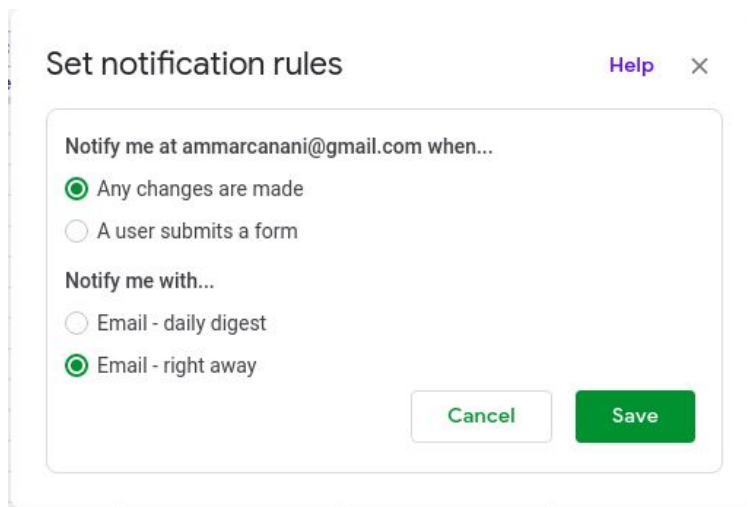 Set notification rules
Help
Notify me at ammarcanani@gmail.com when...
Any changes are made
A user submits a form
Notify me with...
Email - daily digest
Email - right away
Cancel
Save